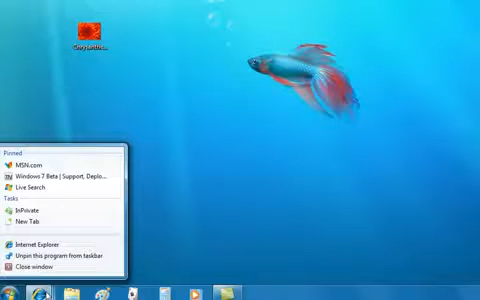 Chrysanthe...
Pinned
MSN.com
Windows 7 Beta | Support, Deplo...
Live Search
Tasks
InPrivate
New Tab
Internet Explorer
Unpin this program from taskbar
Close window